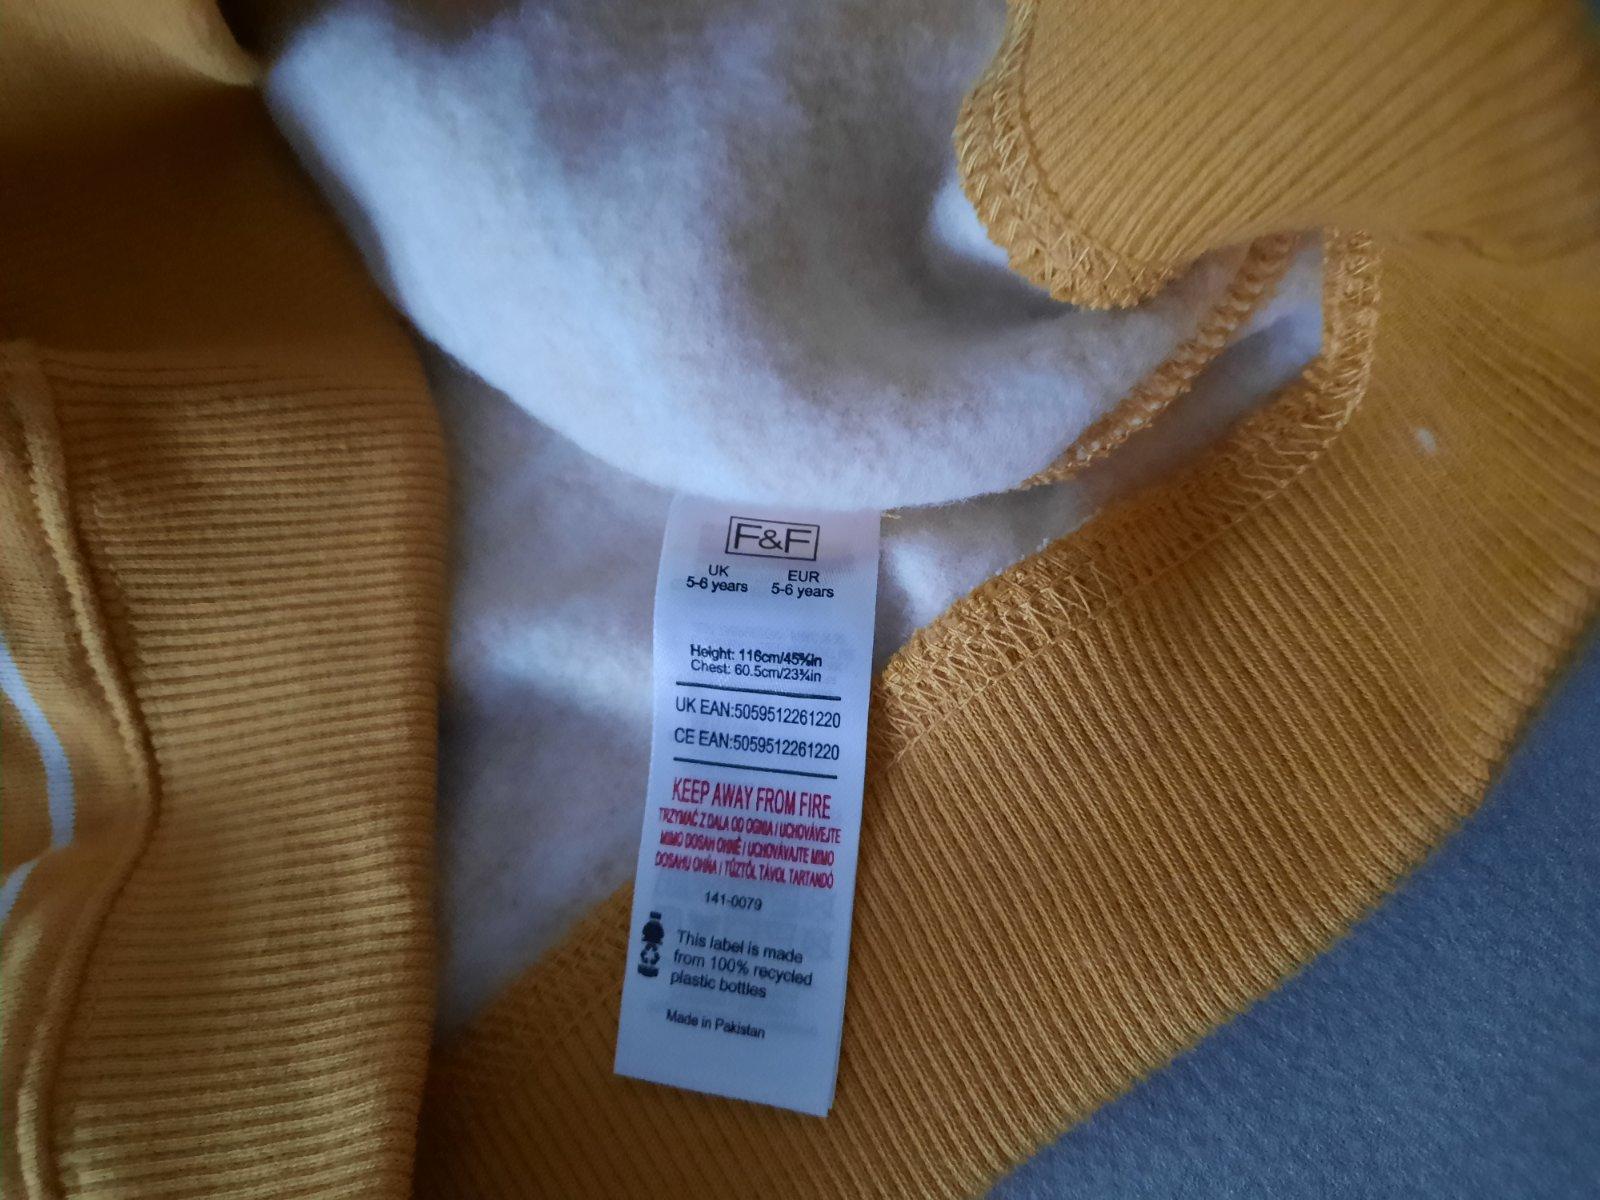 F&F
UK EUR
5-6 years 5-6 years
Height: 116cm/45¾in
Chest: 60.5cm/23¾in
UK EAN:5059512261220
CE EAN:5059512261220
KEEP AWAY FROM FIRE
TRZYMAĆ Z DALA OD OGNIA / UCHOVÁVEJTE
MIMO DOSAH OHNĚ / UCHOVÁVAJTE MIMO
DOSAHU OHŇA / TŰZTŐL TÁVOL TARTANDÓ
141-0079
This label is made
from 100% recycled
plastic bottles
Made in Pakistan